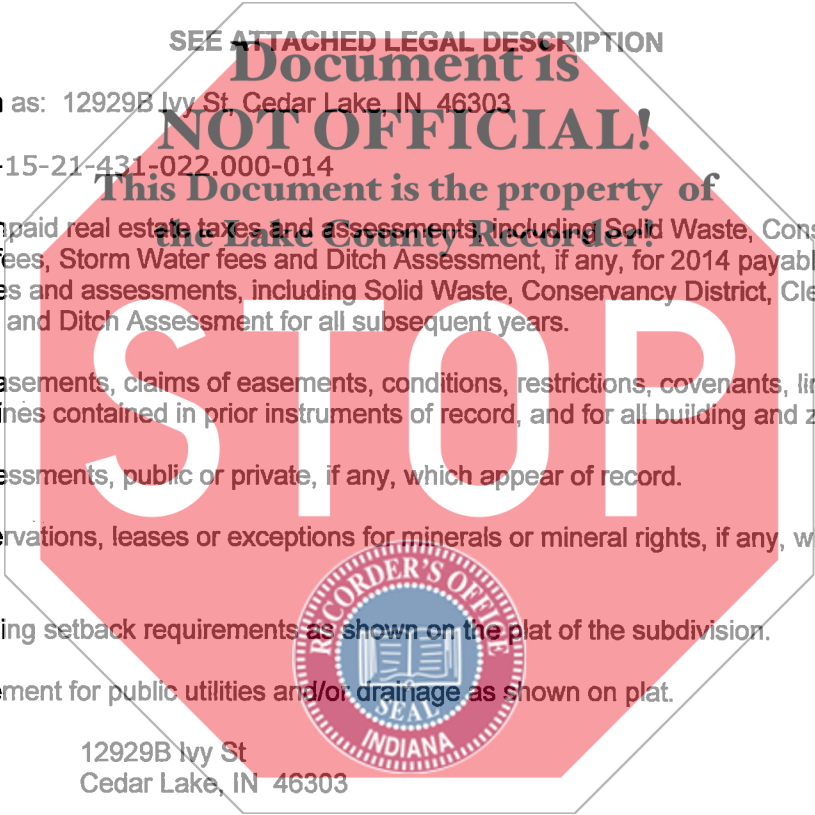 SEE ATTACHED LEGAL DESCRIPTION
Document is
as: 12929B Ivy St, Cedar Lake, IN 46303
NOT OFFICIAL!
-15-21-431-022.000-014
This Document is the property of
the Lake County Recorder!
paid real estate taxes and assessments, including Solid Waste, Cons
fees, Storm Water fees and Ditch Assessment, if any, for 2014 payabl
es and assessments, including Solid Waste, Conservancy District, Cle
and Ditch Assessment for all subsequent years.
STOP
asements, claims of easements, conditions, restrictions, covenants, li
ines contained in prior instruments of record, and for all building and z
essments, public or private, if any, which appear of record.
rvations, leases or exceptions for minerals or mineral rights, if any, w
RECORDER'S OFFICE
ing setback requirements as shown on the plat of the subdivision.
SEAL
ment for public utilities and/or drainage as shown on plat.
INDIANA
12929B Ivy St
Cedar Lake, IN 46303